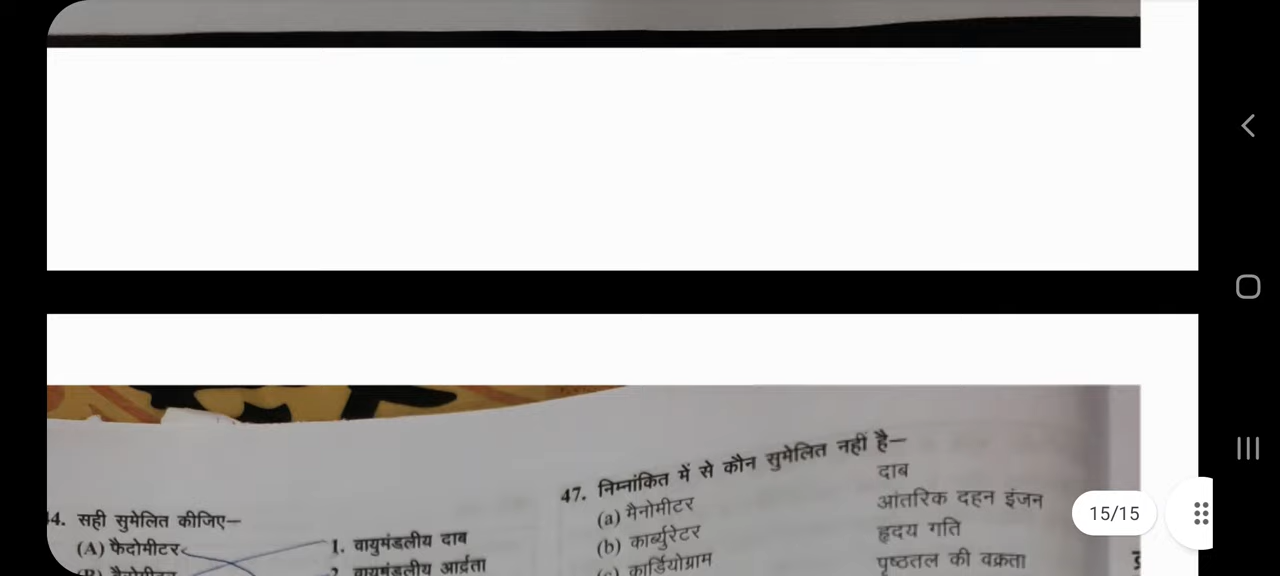 4. सही सुमेलित कीजिए–
(A) फैदोमीटर
1. वायुमंडलीय दाब
2. वायुमंडलीय आर्द्रता
47. निम्नांकित में से कौन सुमेलित नहीं है–
(a) मैनोमीटर दाब
(b) कार्ब्युरेटर आंतरिक दहन इंजन
(c) कार्डियोग्राम हृदय गति
पृष्ठतल की वक्रता
15/15